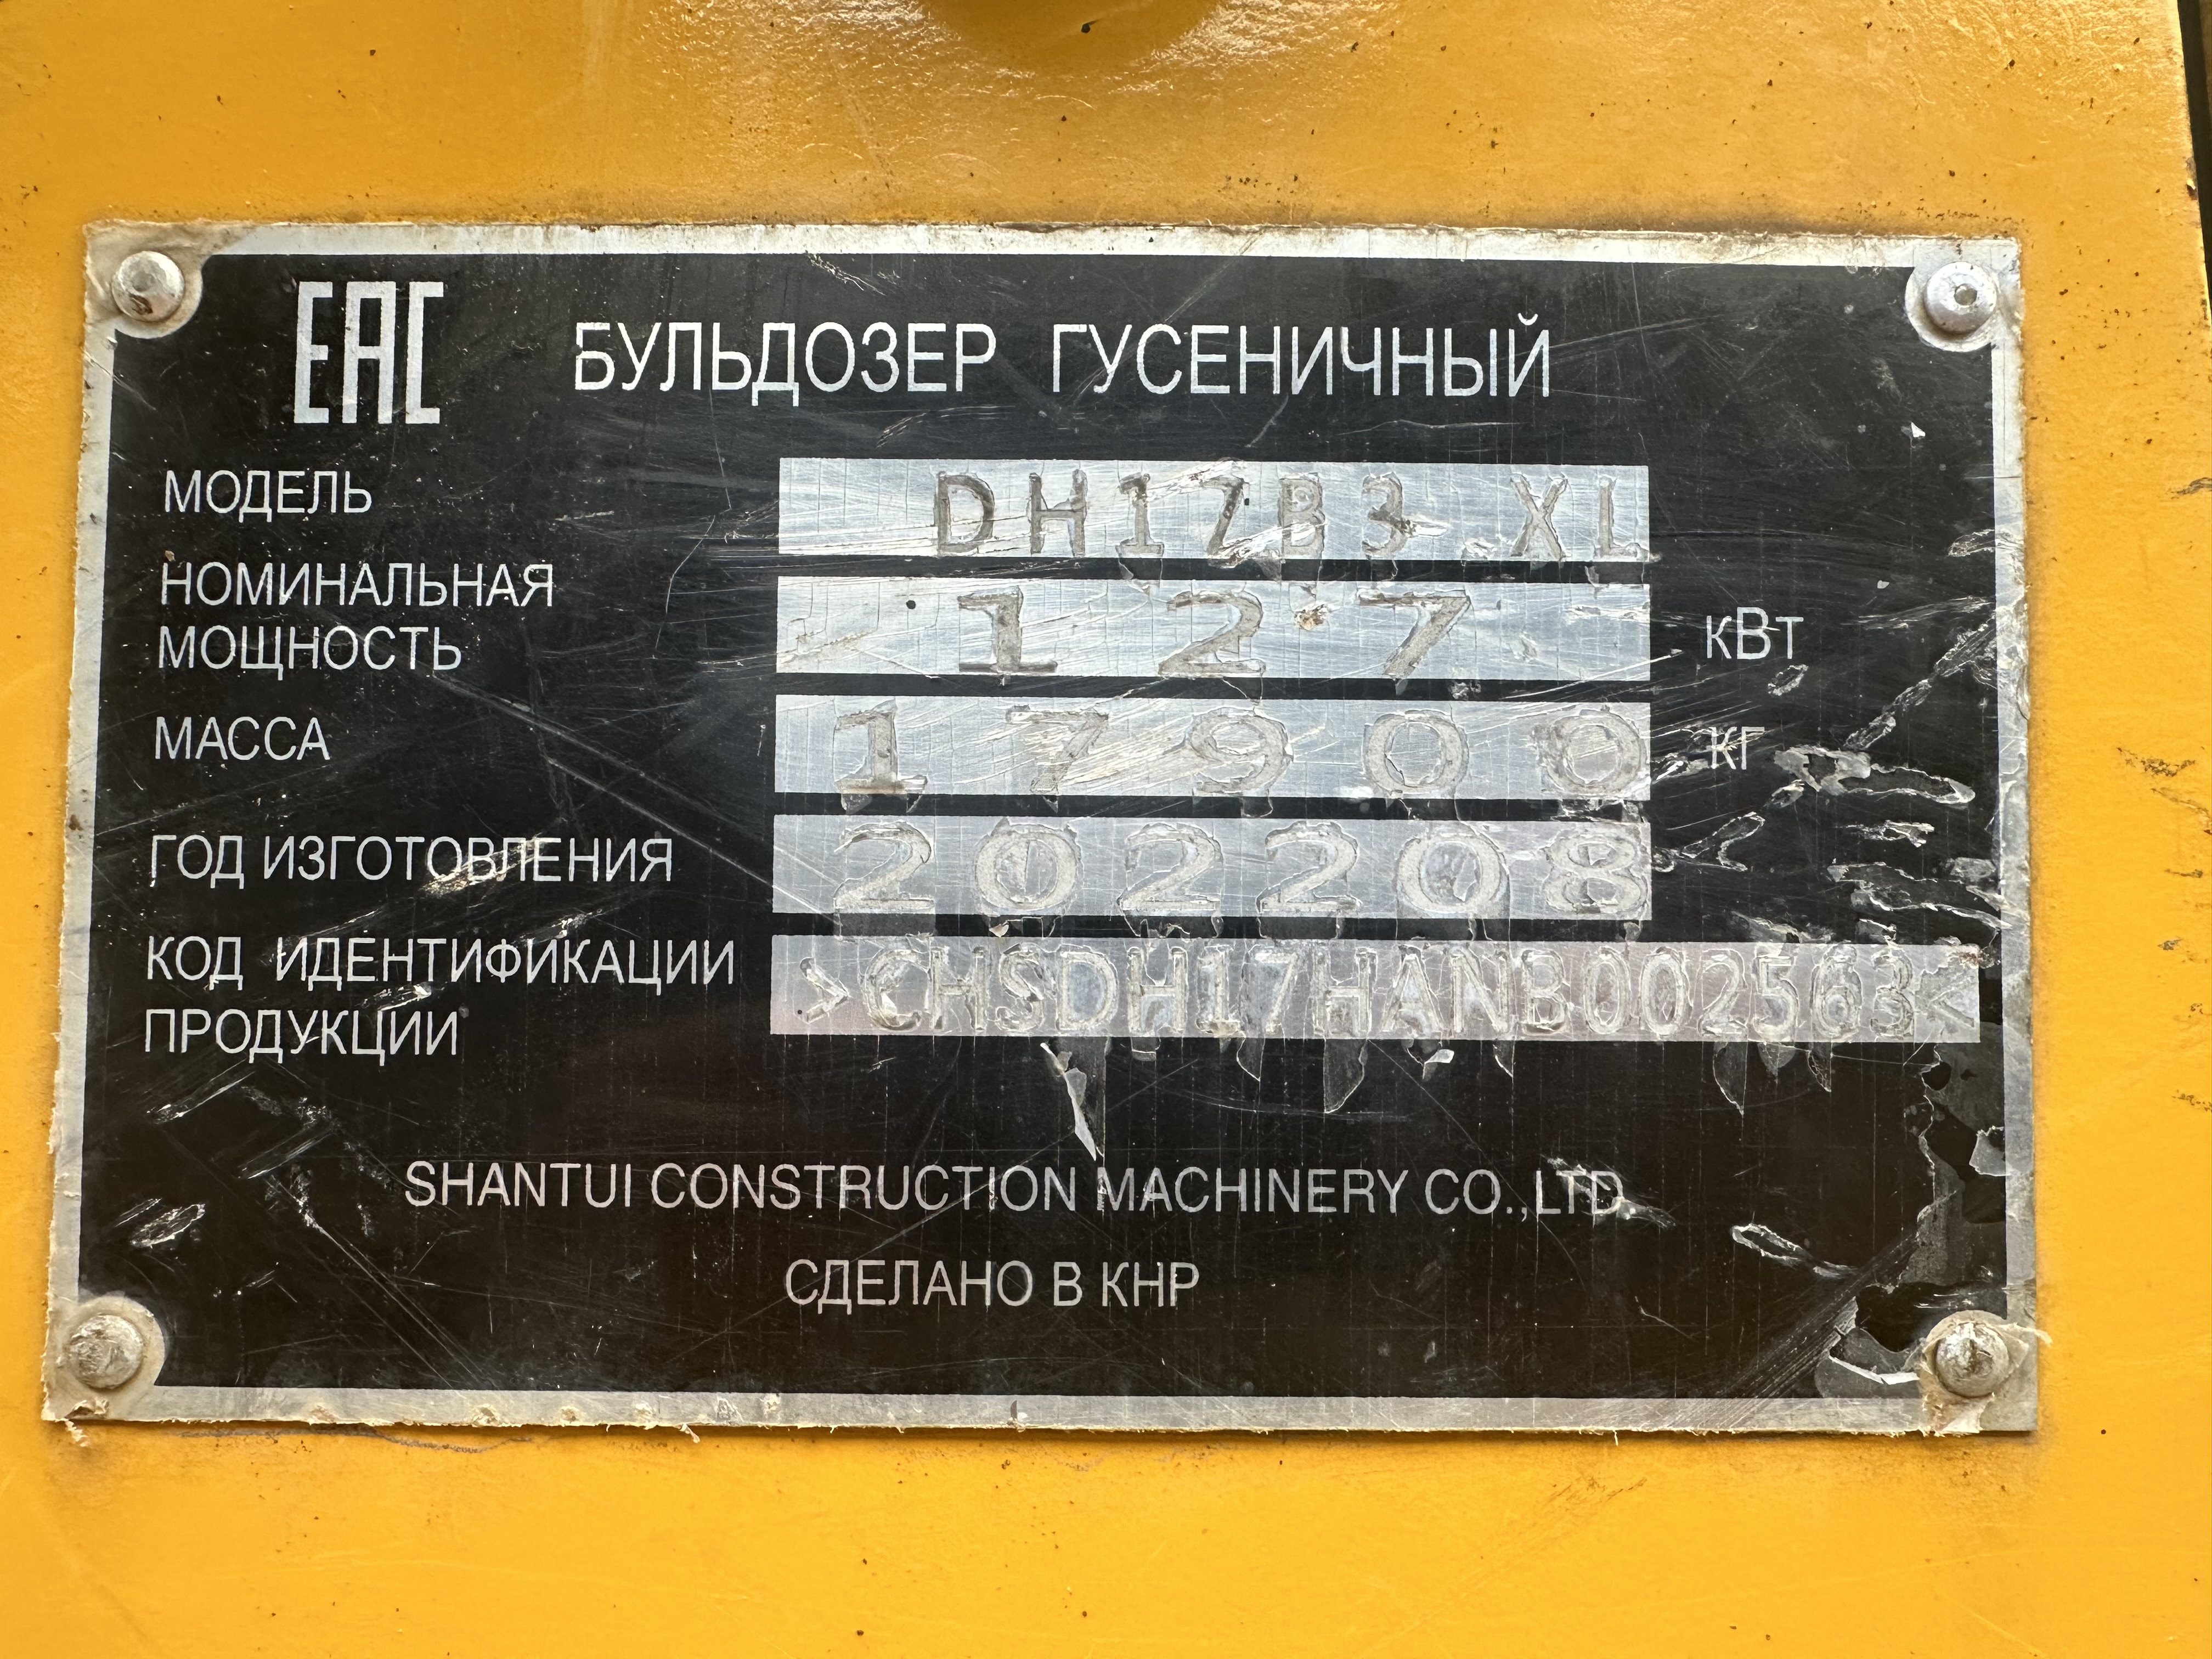 EAC БУЛЬДОЗЕР ГУСЕНИЧНЫЙ
МОДЕЛЬ DH17B3 XL
НОМИНАЛЬНАЯ
МОЩНОСТЬ 127 кВт
МАССА 17900 КГ
ГОД ИЗГОТОВЛЕНИЯ 202208
КОД ИДЕНТИФИКАЦИИ
ПРОДУКЦИИ >CHSDH17HANB002563<
SHANTUI CONSTRUCTION MACHINERY CO.,LTD
СДЕЛАНО В КНР